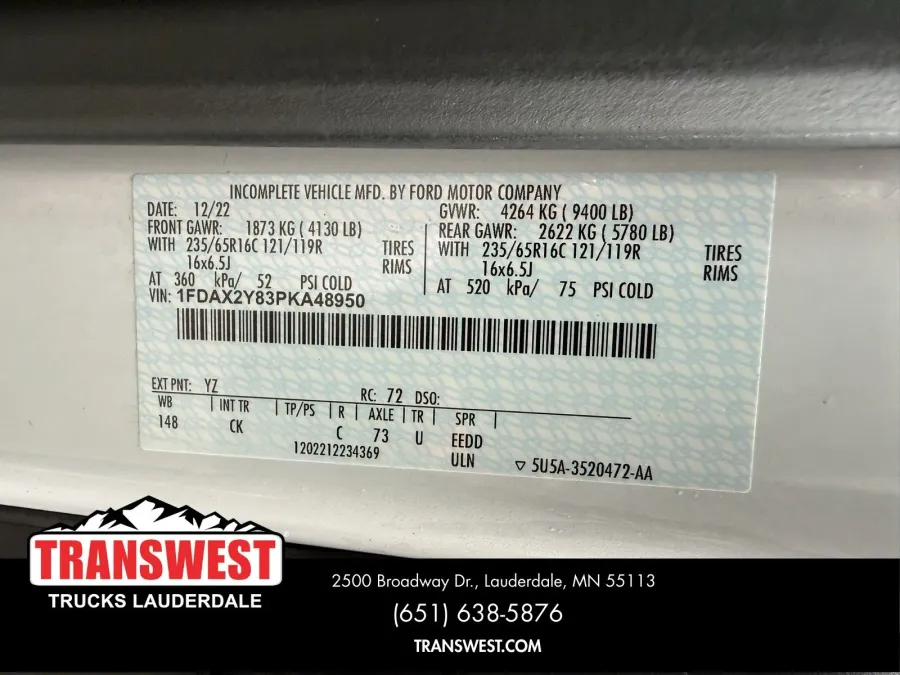 INCOMPLETE VEHICLE MFD. BY FORD MOTOR COMPANY
DATE: 12/22 GVWR: 4264 KG ( 9400 LB)
FRONT GAWR: 1873 KG ( 4130 LB) REAR GAWR: 2622 KG ( 5780 LB)
WITH 235/65R16C 121/119R TIRES WITH 235/65R16C 121/119R TIRES
16x6.5J RIMS 16x6.5J RIMS
AT 360 kPa/ 52 PSI COLD AT 520 kPa/ 75 PSI COLD
VIN: 1FDAX2Y83PKA48950
EXT PNT: YZ RC: 72 DSO:
WB INT TR TP/PS R AXLE TR SPR
148 CK C 73 U EEDD
1202212234369 ULN ▽ 5U5A-3520472-AA
TRANSWEST
TRUCKS LAUDERDALE
2500 Broadway Dr., Lauderdale, MN 55113
(651) 638-5876
TRANSWEST.COM